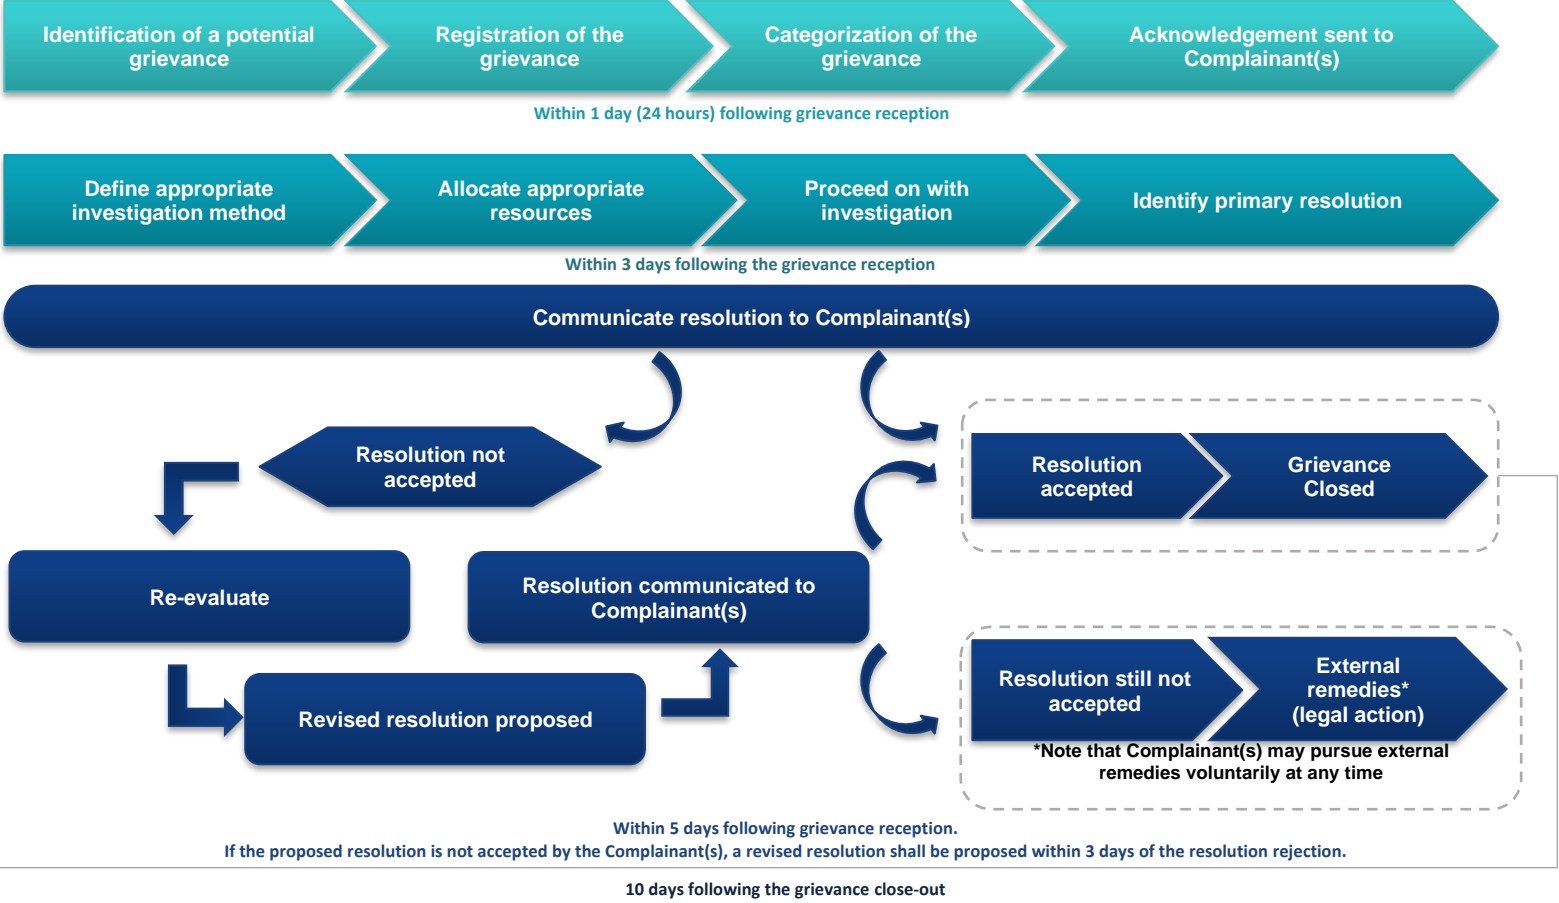 Identification of a potential
grievance
Registration of the
grievance
Categorization of the
grievance
Acknowledgement sent to
Complainant(s)
Within 1 day (24 hours) following grievance reception
Define appropriate
investigation method
Allocate appropriate
resources
Proceed on with
investigation
Identify primary resolution
Within 3 days following the grievance reception
Communicate resolution to Complainant(s)
Resolution not
accepted
Resolution
accepted
Grievance
Closed
Re-evaluate
Resolution communicated to
Complainant(s)
Revised resolution proposed
Resolution still not
accepted
External
remedies*
(legal action)
*Note that Complainant(s) may pursue external
remedies voluntarily at any time
Within 5 days following grievance reception.
If the proposed resolution is not accepted by the Complainant(s), a revised resolution shall be proposed within 3 days of the resolution rejection.
10 days following the grievance close-out